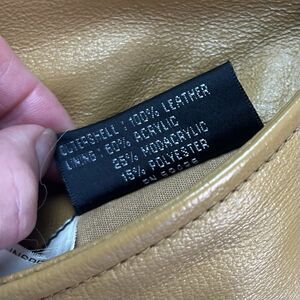 OUTERSHELL : 100% LEATHER
LINING : 60% ACRYLIC
25% MODACRYLIC
15% POLYESTER